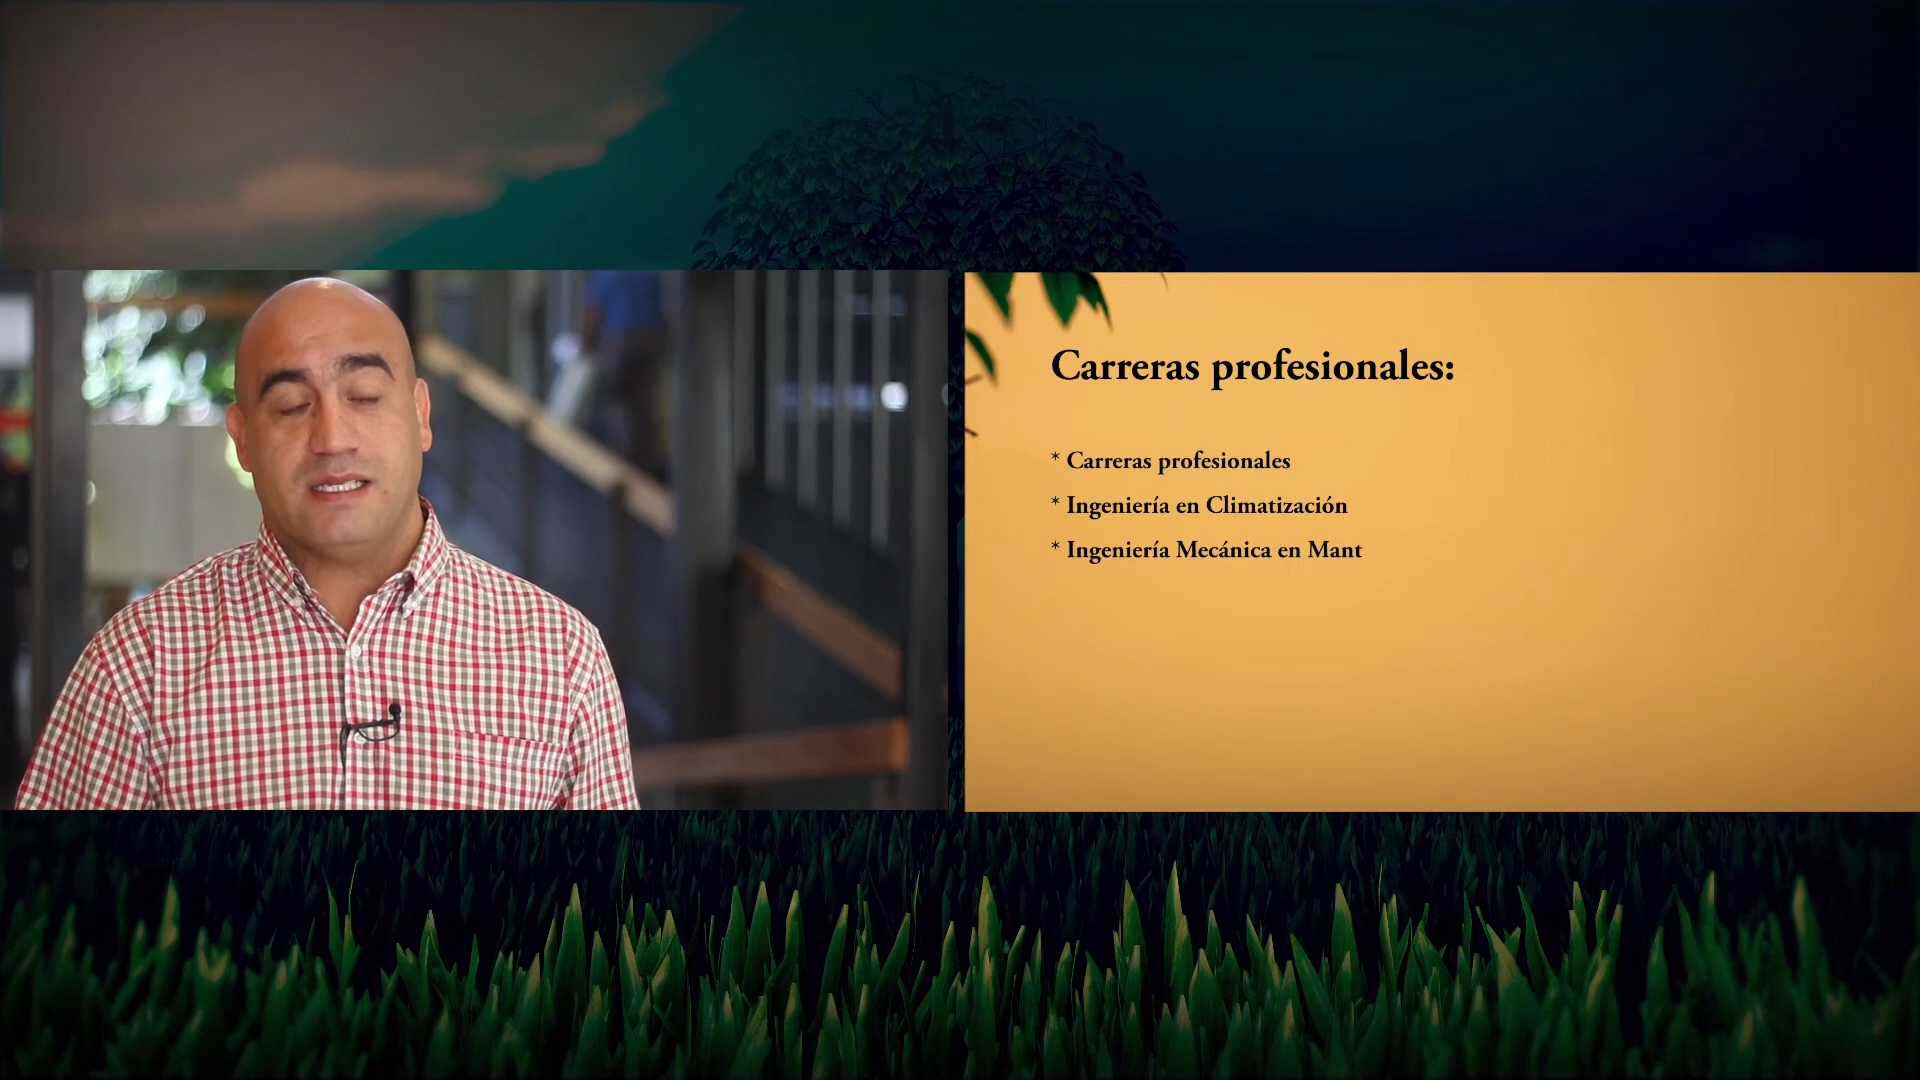 Carreras profesionales:
* Carreras profesionales
* Ingeniería en Climatización
* Ingeniería Mecánica en Mant